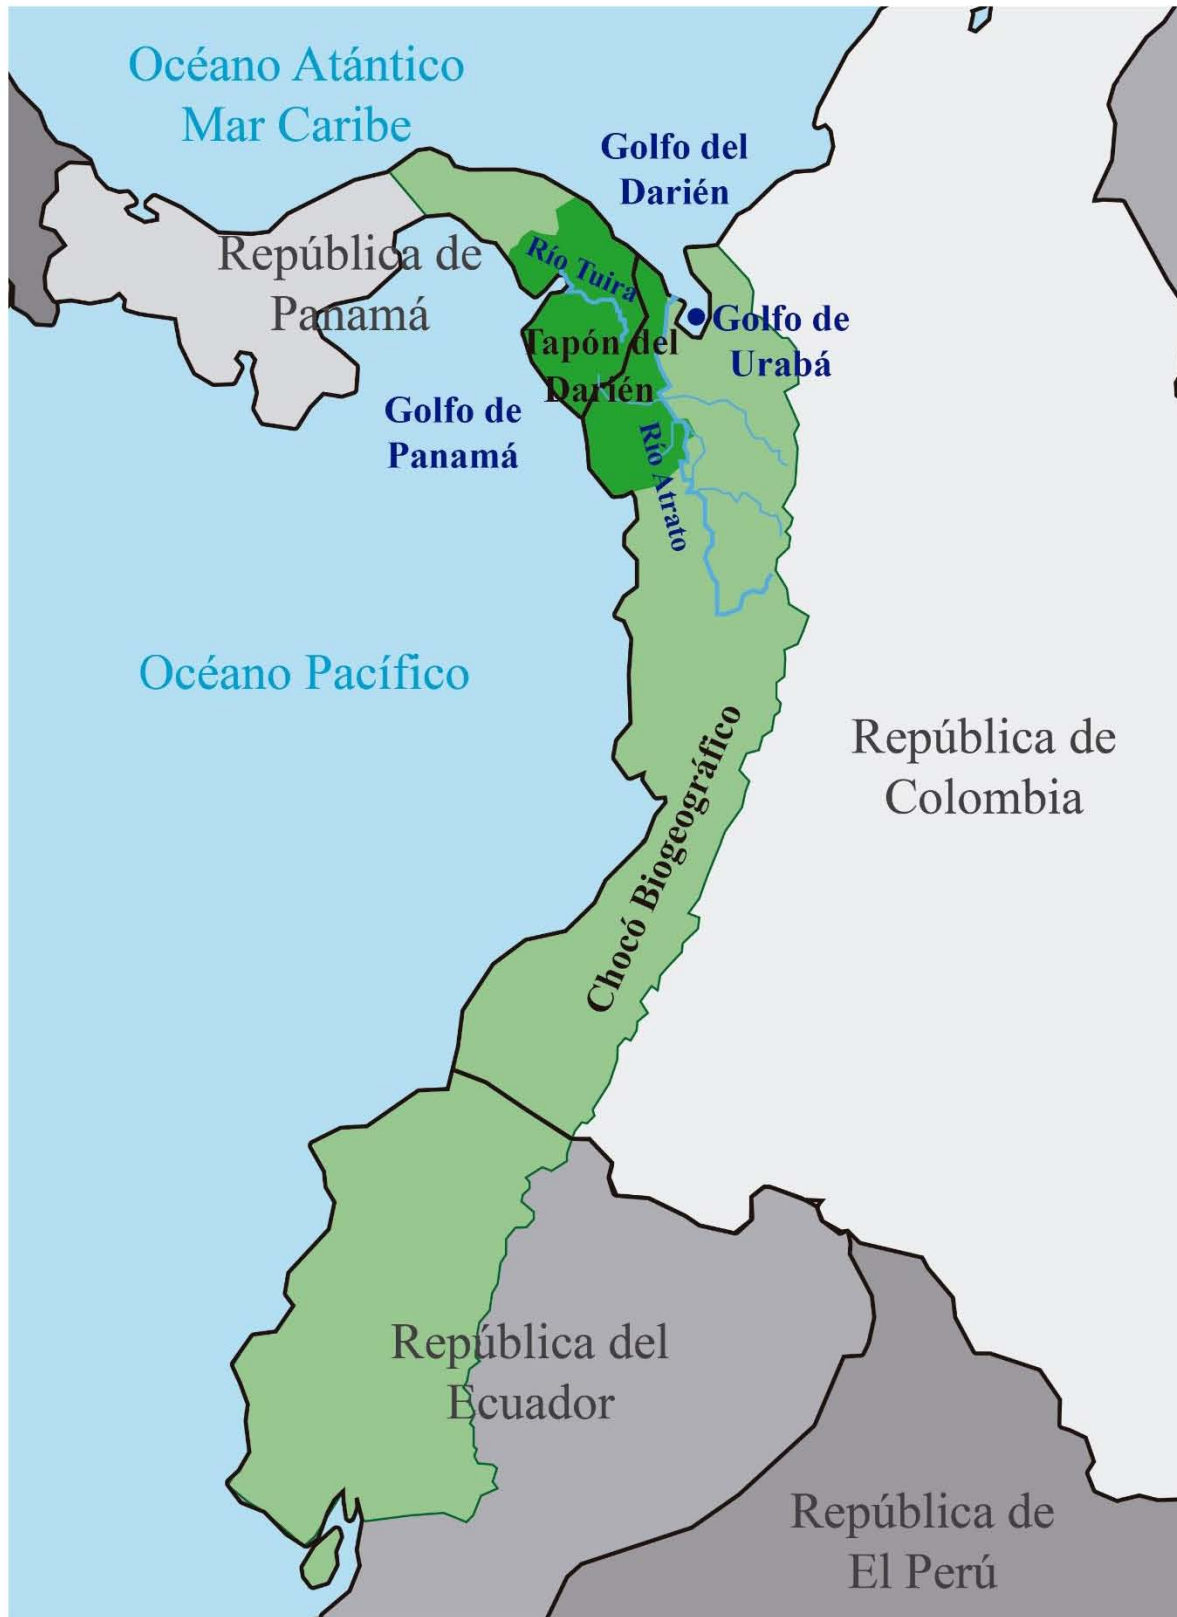 Océano Atántico
Mar Caribe
Golfo del
Darién
República de
Panamá
Río Tuira
Golfo de
Urabá
Tapón del
Darién
Golfo de
Panamá
Río Atrato
Océano Pacífico
República de
Colombia
Chocó Biogeográfico
República del
Ecuador
República de
El Perú